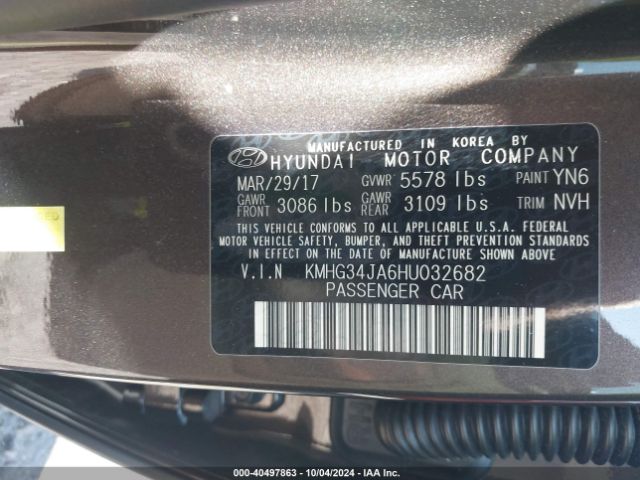 MANUFACTURED IN KOREA BY
HYUNDAI MOTOR COMPANY
MAR/29/17 GVWR 5578 lbs PAINT YN6
GAWR FRONT 3086 lbs GAWR REAR 3109 lbs TRIM NVH
THIS VEHICLE CONFORMS TO ALL APPLICABLE U.S.A. FEDERAL
MOTOR VEHICLE SAFETY, BUMPER, AND THEFT PREVENTION
STANDARDS IN EFFECT ON THE DATE OF MANUFACTURE SHOWN ABOVE
V.I.N KMHG34JA6HU032682
PASSENGER CAR
000-40497863 - 10/04/2024 - IAA Inc.